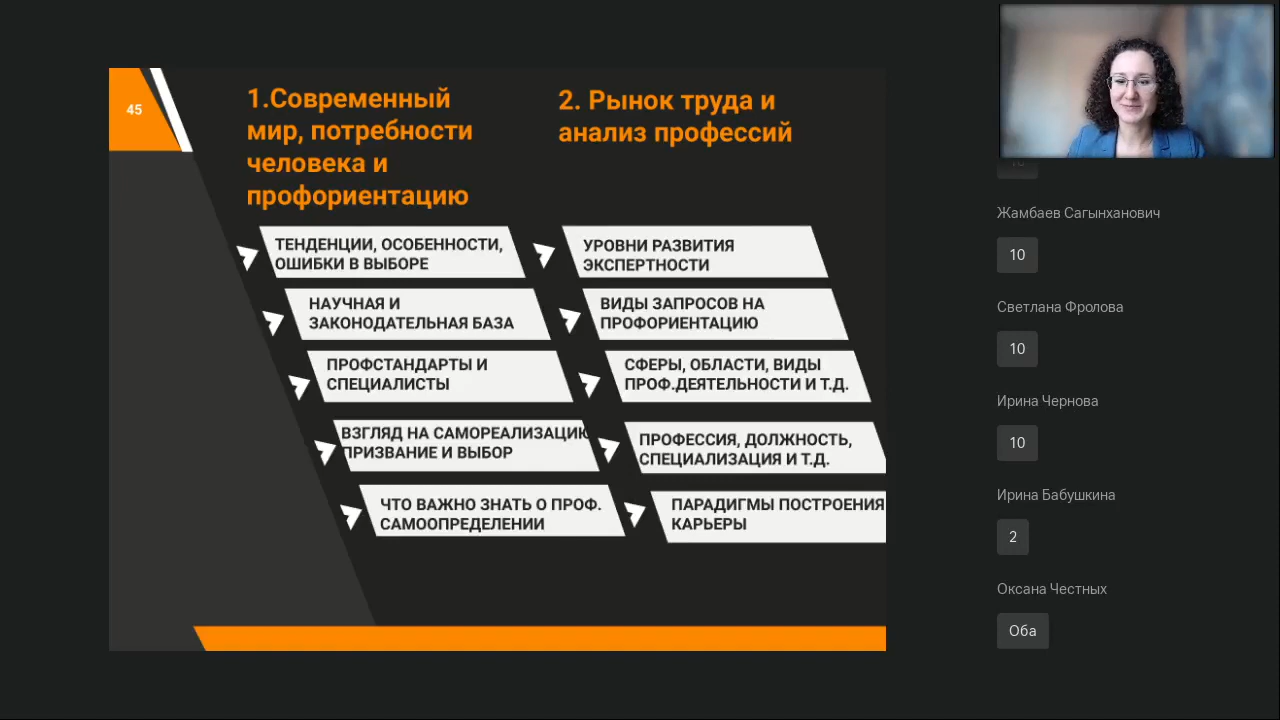 45
1.Современный
мир, потребности
человека и
профориентацию
2. Рынок труда и
анализ профессий
ТЕНДЕНЦИИ, ОСОБЕННОСТИ,
ОШИБКИ В ВЫБОРЕ
НАУЧНАЯ И
ЗАКОНОДАТЕЛЬНАЯ БАЗА
ПРОФСТАНДАРТЫ И
СПЕЦИАЛИСТЫ
ВЗГЛЯД НА САМОРЕАЛИЗАЦИЮ
ПРИЗВАНИЕ И ВЫБОР
ЧТО ВАЖНО ЗНАТЬ О ПРОФ.
САМООПРЕДЕЛЕНИИ
УРОВНИ РАЗВИТИЯ
ЭКСПЕРТНОСТИ
ВИДЫ ЗАПРОСОВ НА
ПРОФОРИЕНТАЦИЮ
СФЕРЫ, ОБЛАСТИ, ВИДЫ
ПРОФ.ДЕЯТЕЛЬНОСТИ И Т.Д.
ПРОФЕССИЯ, ДОЛЖНОСТЬ,
СПЕЦИАЛИЗАЦИЯ И Т.Д.
ПАРАДИГМЫ ПОСТРОЕНИЯ
КАРЬЕРЫ
Жамбаев Сагынханович
10
Светлана Фролова
10
Ирина Чернова
10
Ирина Бабушкина
2
Оксана Честных
Оба